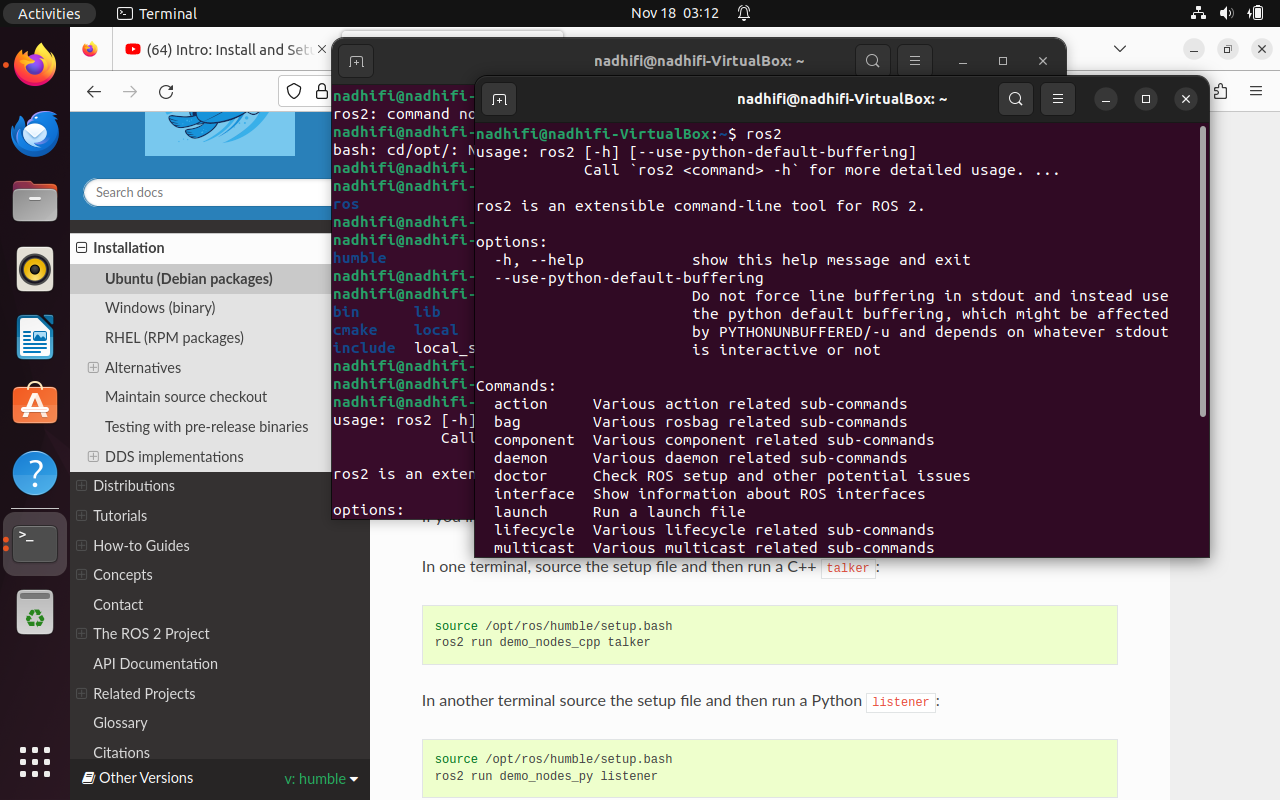 Activities
Terminal
Nov 18 03:12
(64) Intro: Install and Setu
nadhifi@nadhifi-VirtualBox: ~
Search docs
Installation
Ubuntu (Debian packages)
Windows (binary)
RHEL (RPM packages)
Alternatives
Maintain source checkout
Testing with pre-release binaries
DDS implementations
Distributions
Tutorials
How-to Guides
Concepts
Contact
The ROS 2 Project
API Documentation
Related Projects
Glossary
Citations
Other Versions
v: humble
nadhifi@nadhifi-
ros2: command no
nadhifi@nadhifi-
bash: cd/opt/: N
nadhifi@nadhifi-
nadhifi@nadhifi-
ros
nadhifi@nadhifi-
nadhifi@nadhifi-
humble
nadhifi@nadhifi-
nadhifi@nadhifi-
bin lib
cmake local
include local_s
nadhifi@nadhifi-
nadhifi@nadhifi-
nadhifi@nadhifi-
usage: ros2 [-h]
Call
ros2 is an exten
options:
nadhifi@nadhifi-VirtualBox: ~
nadhifi@nadhifi-VirtualBox:~$ ros2
usage: ros2 [-h] [--use-python-default-buffering]
Call `ros2 <command> -h` for more detailed usage. ...
ros2 is an extensible command-line tool for ROS 2.
options:
-h, --help show this help message and exit
--use-python-default-buffering
Do not force line buffering in stdout and instead use
the python default buffering, which might be affected
by PYTHONUNBUFFERED/-u and depends on whatever stdout
is interactive or not
Commands:
action Various action related sub-commands
bag Various rosbag related sub-commands
component Various component related sub-commands
daemon Various daemon related sub-commands
doctor Check ROS setup and other potential issues
interface Show information about ROS interfaces
launch Run a launch file
lifecycle Various lifecycle related sub-commands
multicast Various multicast related sub-commands
In one terminal, source the setup file and then run a C++ talker:
source /opt/ros/humble/setup.bash
ros2 run demo_nodes_cpp talker
In another terminal source the setup file and then run a Python listener:
source /opt/ros/humble/setup.bash
ros2 run demo_nodes_py listener